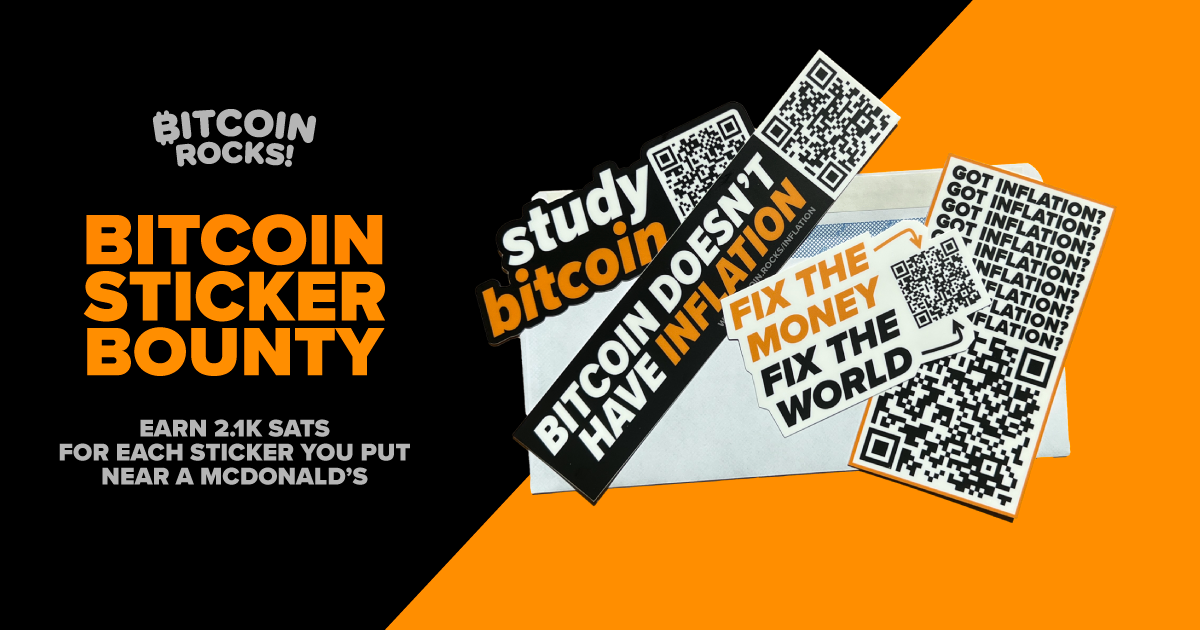 BITCOIN
ROCKS!
BITCOIN
STICKER
BOUNTY
EARN 2.1K SATS
FOR EACH STICKER YOU PUT
NEAR A MCDONALD'S
study
bitcoin
BITCOIN DOESN'T
HAVE INFLATION
FIX THE
MONEY
FIX THE
WORLD
GOT INFLATION?
GOT INFLATION?
GOT INFLATION?
GOT INFLATION?
INFLATION?
INFLATION?
INFLATION?
INFLATION?